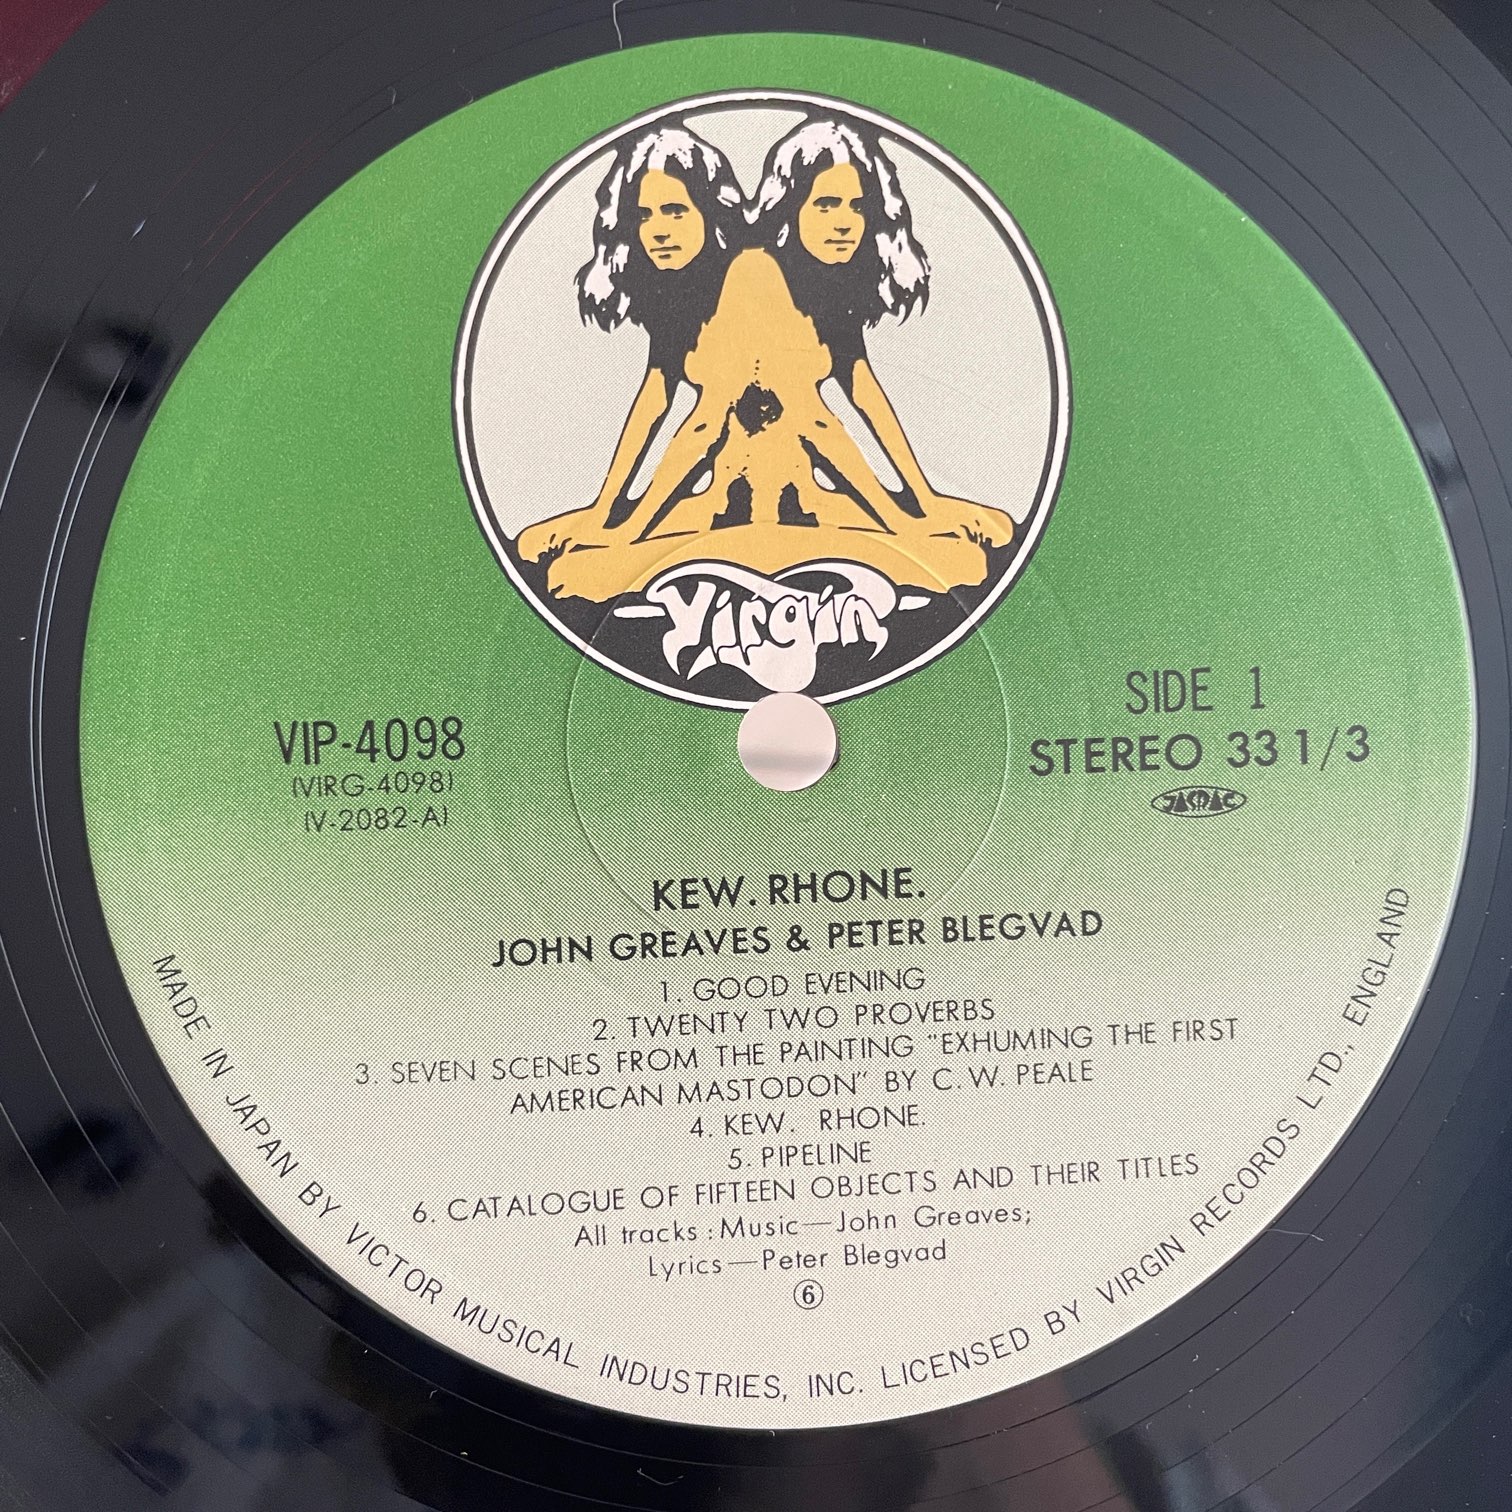 Virgin
VIP-4098
(VIRG-4098)
(V-2082-A)
SIDE 1
STEREO 33 1/3
JASRAC
KEW. RHONE.
JOHN GREAVES & PETER BLEGVAD
1. GOOD EVENING
2. TWENTY TWO PROVERBS
3. SEVEN SCENES FROM THE PAINTING "EXHUMING THE FIRST
AMERICAN MASTODON" BY C. W. PEALE
4. KEW. RHONE.
5. PIPELINE
6. CATALOGUE OF FIFTEEN OBJECTS AND THEIR TITLES
All tracks : Music—John Greaves;
Lyrics—Peter Blegvad
⑥
MADE IN JAPAN BY VICTOR MUSICAL INDUSTRIES, INC. LICENSED BY VIRGIN RECORDS LTD., ENGLAND